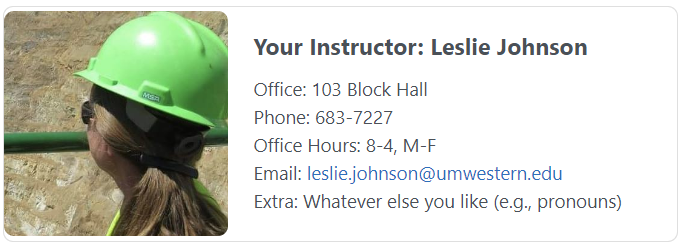 MSA
Your Instructor: Leslie Johnson
Office: 103 Block Hall
Phone: 683-7227
Office Hours: 8-4, M-F
Email: leslie.johnson@umwestern.edu
Extra: Whatever else you like (e.g., pronouns)